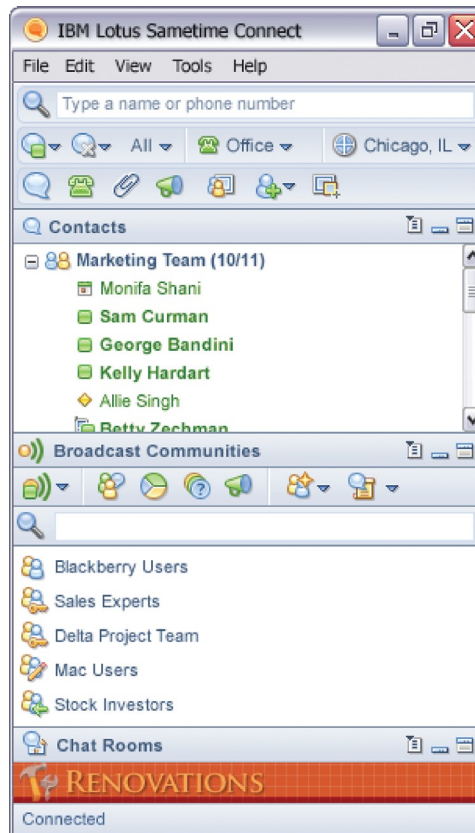 IBM Lotus Sametime Connect
File Edit View Tools Help
Type a name or phone number
All Office Chicago, IL
Contacts
Marketing Team (10/11)
Monifa Shani
Sam Curman
George Bandini
Kelly Hardart
Allie Singh
Betty Zechman
Broadcast Communities
Blackberry Users
Sales Experts
Delta Project Team
Mac Users
Stock Investors
Chat Rooms
RENOVATIONS
Connected